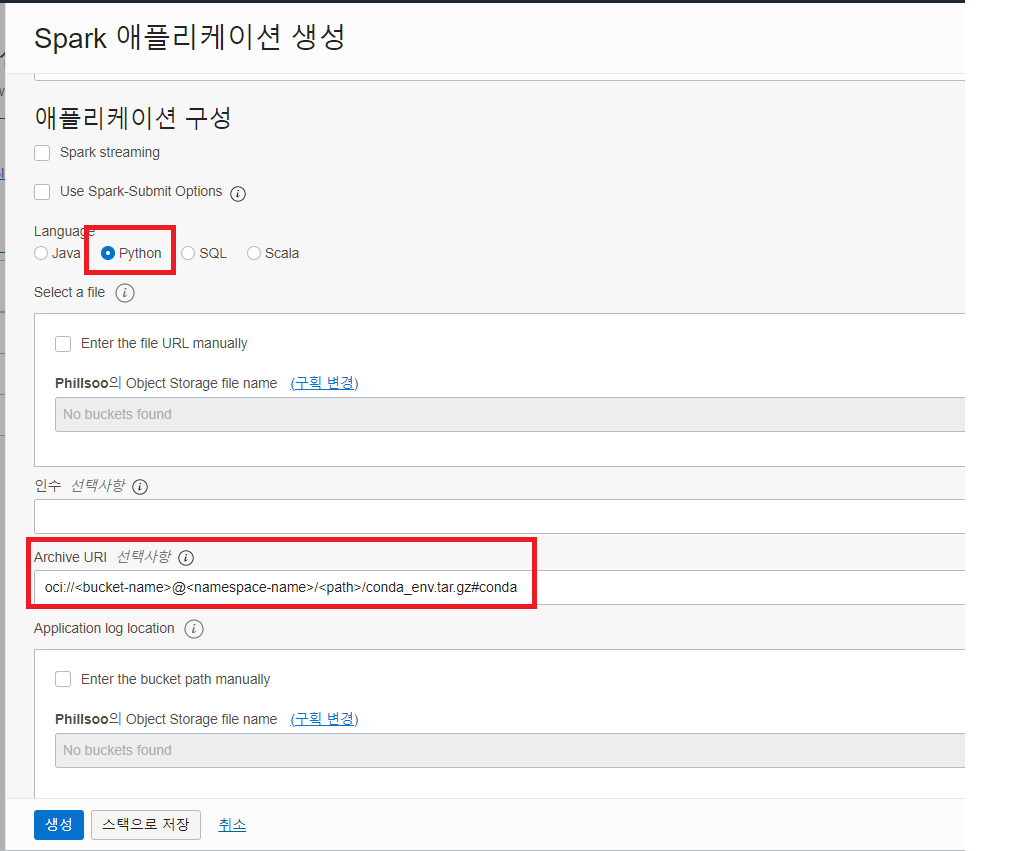 Spark 애플리케이션 생성
애플리케이션 구성
Spark streaming
Use Spark-Submit Options
Language
Java Python SQL Scala
Select a file
Enter the file URL manually
Phillsoo의 Object Storage file name (구획 변경)
No buckets found
인수 선택사항
Archive URI 선택사항
oci://<bucket-name>@<namespace-name>/<path>/conda_env.tar.gz#conda
Application log location
Enter the bucket path manually
Phillsoo의 Object Storage file name (구획 변경)
No buckets found
생성 스택으로 저장 취소